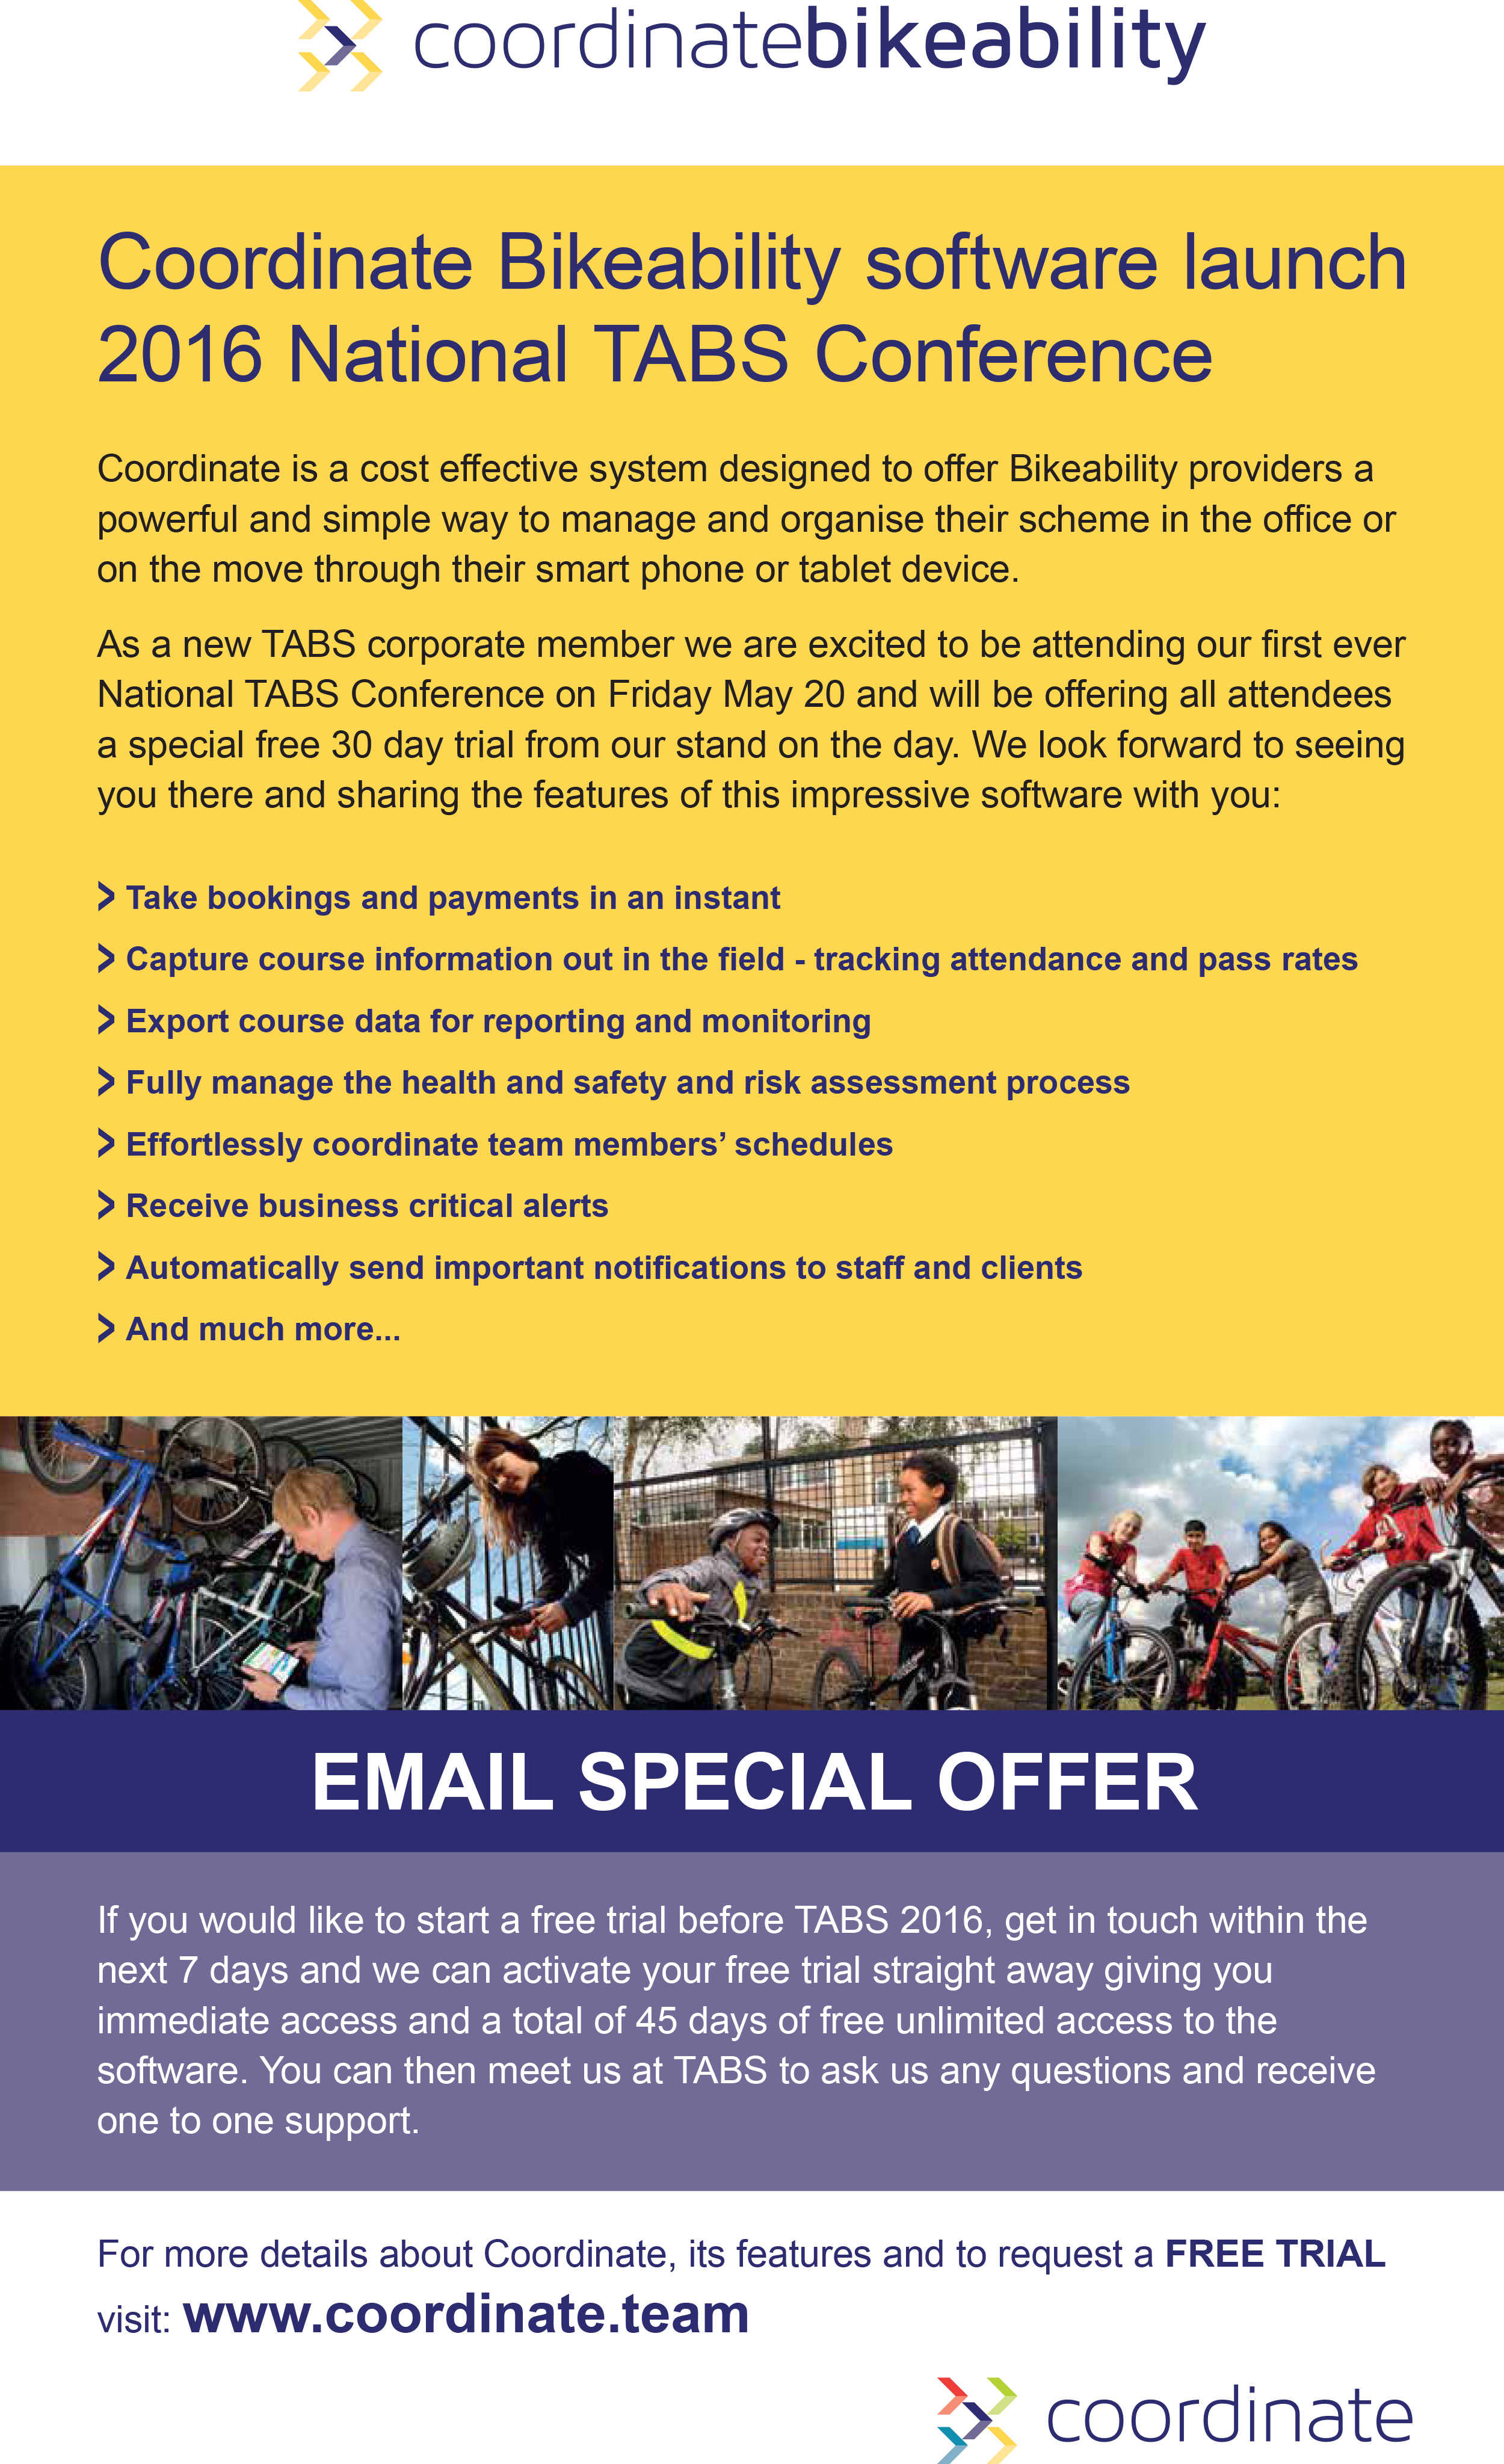 coordinatebikeability
Coordinate Bikeability software launch
2016 National TABS Conference
Coordinate is a cost effective system designed to offer Bikeability providers a
powerful and simple way to manage and organise their scheme in the office or
on the move through their smart phone or tablet device.
As a new TABS corporate member we are excited to be attending our first ever
National TABS Conference on Friday May 20 and will be offering all attendees
a special free 30 day trial from our stand on the day. We look forward to seeing
you there and sharing the features of this impressive software with you:
> Take bookings and payments in an instant
> Capture course information out in the field - tracking attendance and pass rates
> Export course data for reporting and monitoring
> Fully manage the health and safety and risk assessment process
> Effortlessly coordinate team members’ schedules
> Receive business critical alerts
> Automatically send important notifications to staff and clients
> And much more...
EMAIL SPECIAL OFFER
If you would like to start a free trial before TABS 2016, get in touch within the
next 7 days and we can activate your free trial straight away giving you
immediate access and a total of 45 days of free unlimited access to the
software. You can then meet us at TABS to ask us any questions and receive
one to one support.
For more details about Coordinate, its features and to request a FREE TRIAL
visit: www.coordinate.team
coordinate